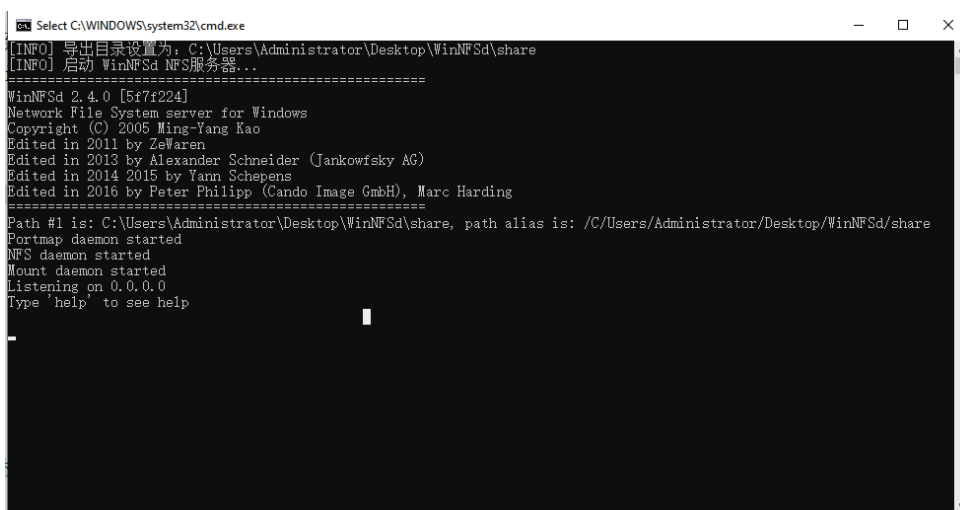 Select C:\WINDOWS\system32\cmd.exe
[INFO] 导出目录设置为：C:\Users\Administrator\Desktop\WinNFSd\share
[INFO] 启动 WinNFSd NFS服务器...
=====================================================
WinNFSd 2.4.0 [5f7f224]
Network File System server for Windows
Copyright (C) 2005 Ming-Yang Kao
Edited in 2011 by ZeWaren
Edited in 2013 by Alexander Schneider (Jankowfsky AG)
Edited in 2014 2015 by Yann Schepens
Edited in 2016 by Peter Philipp (Cando Image GmbH), Marc Harding
=====================================================
Path #1 is: C:\Users\Administrator\Desktop\WinNFSd\share, path alias is: /C/Users/Administrator/Desktop/WinNFSd/share
Portmap daemon started
NFS daemon started
Mount daemon started
Listening on 0.0.0.0
Type 'help' to see help